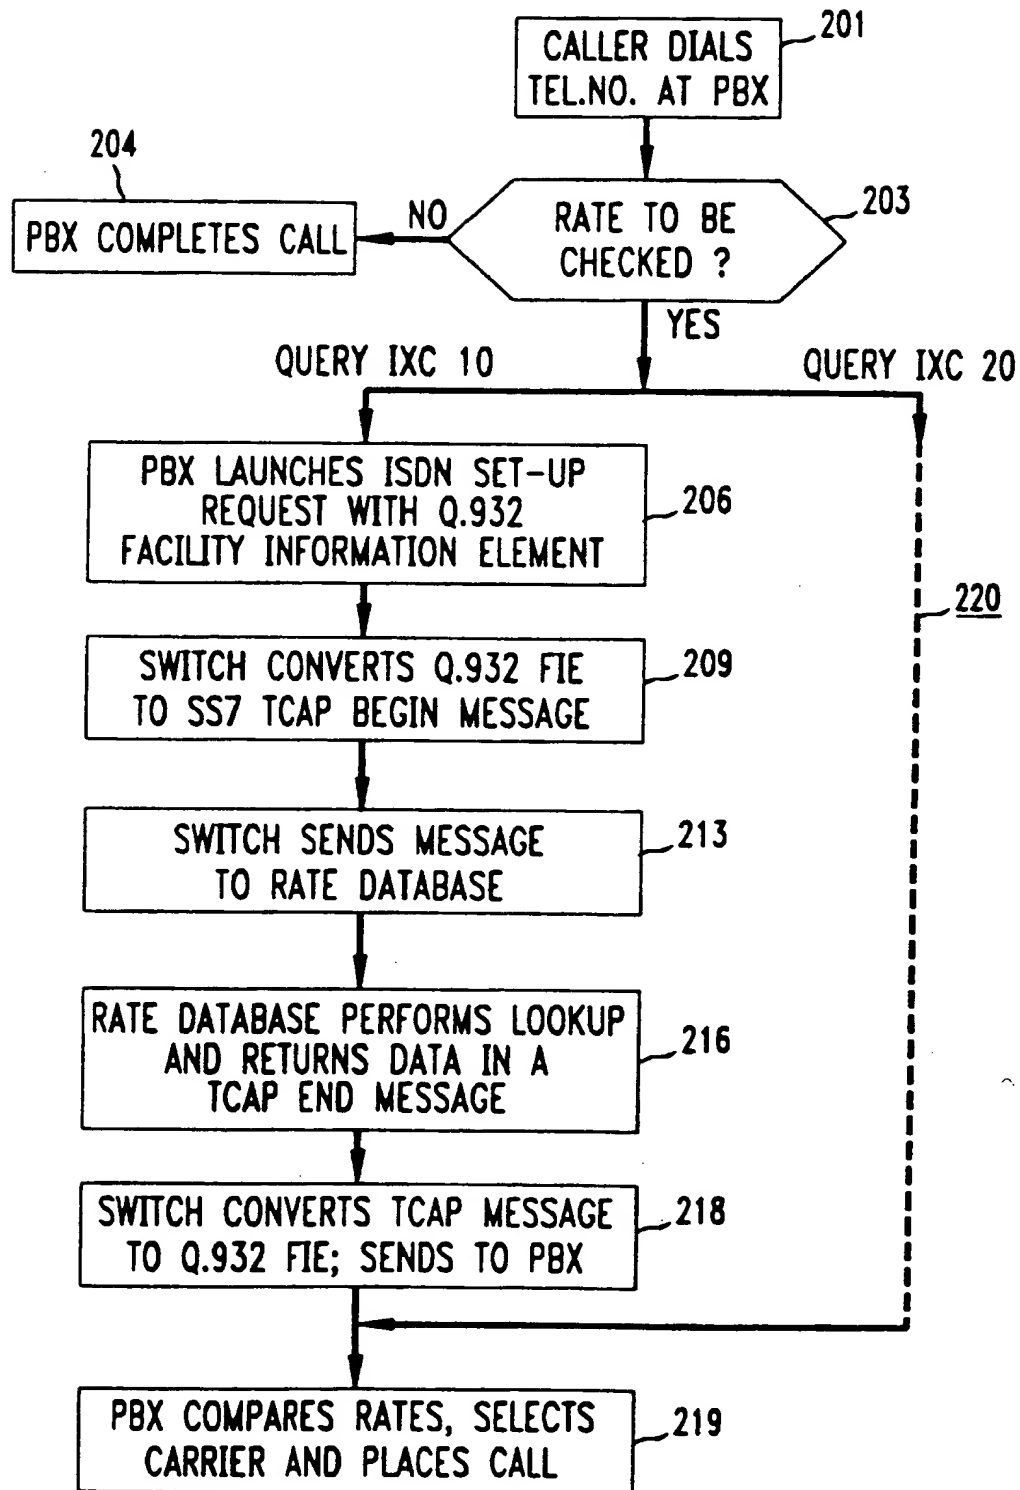 201
CALLER DIALS
TEL.NO. AT PBX
204
PBX COMPLETES CALL
NO
203
RATE TO BE
CHECKED ?
YES
QUERY IXC 10
QUERY IXC 20
PBX LAUNCHES ISDN SET-UP
REQUEST WITH Q.932
FACILITY INFORMATION ELEMENT
206
220
SWITCH CONVERTS Q.932 FIE
TO SS7 TCAP BEGIN MESSAGE
209
SWITCH SENDS MESSAGE
TO RATE DATABASE
213
RATE DATABASE PERFORMS LOOKUP
AND RETURNS DATA IN A
TCAP END MESSAGE
216
SWITCH CONVERTS TCAP MESSAGE
TO Q.932 FIE; SENDS TO PBX
218
PBX COMPARES RATES, SELECTS
CARRIER AND PLACES CALL
219